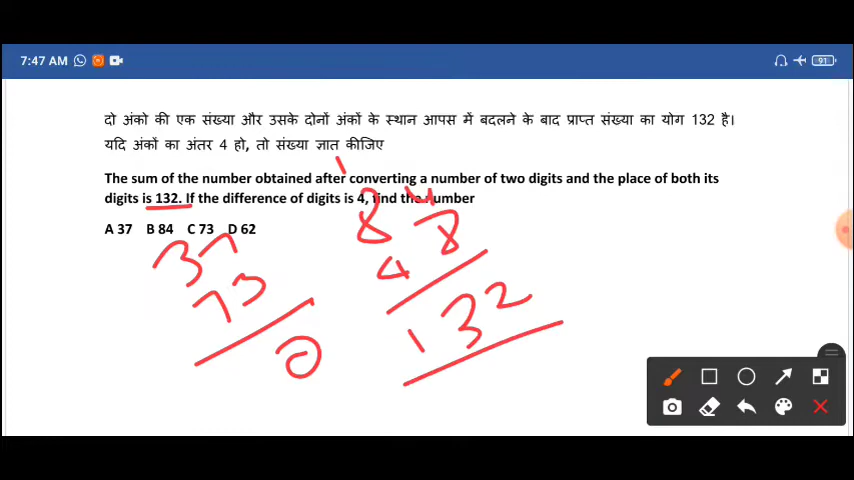 7:47 AM
91
दो अंको की एक संख्या और उसके दोनों अंकों के स्थान आपस में बदलने के बाद प्राप्त संख्या का योग 132 है।
यदि अंकों का अंतर 4 हो, तो संख्या ज्ञात कीजिए
The sum of the number obtained after converting a number of two digits and the place of both its
digits is 132. If the difference of digits is 4, find the number
A 37 B 84 C 73 D 62
37
73
0
1
84
48
132